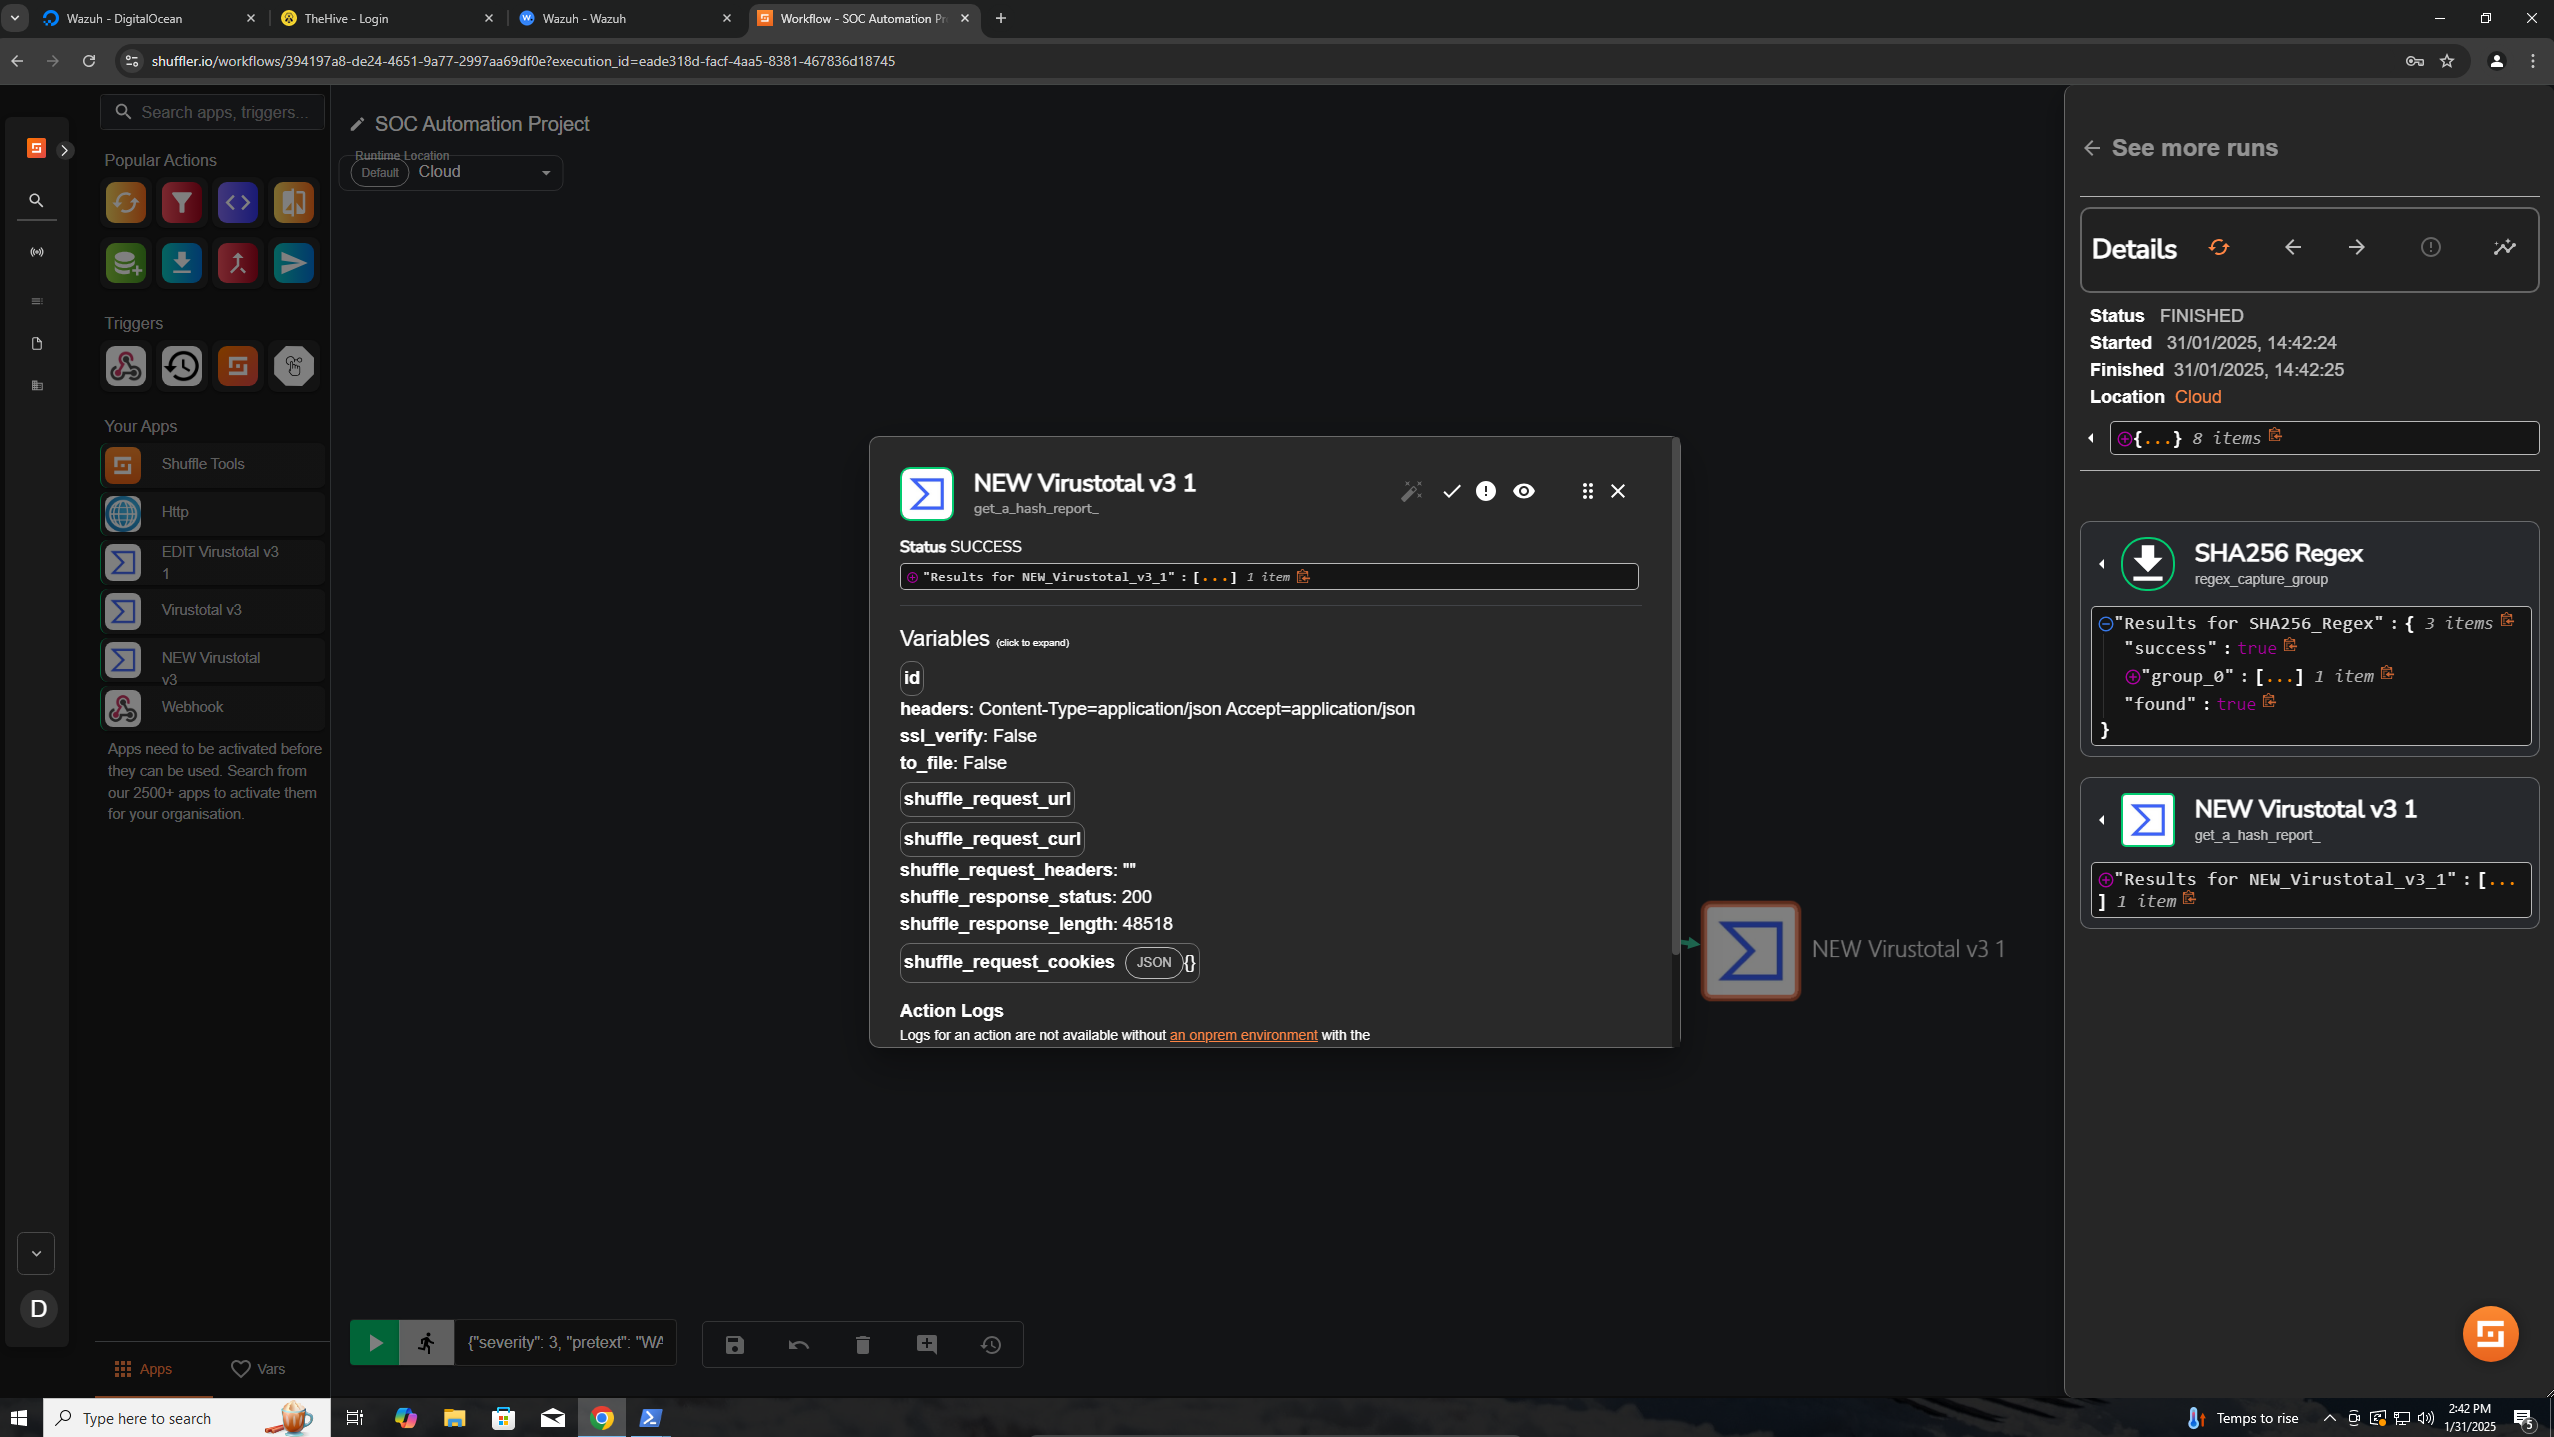 Wazuh - DigitalOcean
TheHive - Login
Wazuh - Wazuh
Workflow - SOC Automation Pr
shuffler.io/workflows/394197a8-de24-4651-9a77-2997aa69df0e?execution_id=eade318d-facf-4aa5-8381-467836d18745
Search apps, triggers...
Popular Actions
Triggers
Your Apps
Shuffle Tools
Http
EDIT Virustotal v3
1
Virustotal v3
NEW Virustotal
v3
Webhook
Apps need to be activated before
they can be used. Search from
our 2500+ apps to activate them
for your organisation.
D
Apps
Vars
SOC Automation Project
Runtime Location
Default Cloud
NEW Virustotal v3 1
get_a_hash_report_
Status SUCCESS
"Results for NEW_Virustotal_v3_1" : [...] 1 item
Variables (click to expand)
id
headers: Content-Type=application/json Accept=application/json
ssl_verify: False
to_file: False
shuffle_request_url
shuffle_request_curl
shuffle_request_headers: ""
shuffle_response_status: 200
shuffle_response_length: 48518
shuffle_request_cookies JSON {}
Action Logs
Logs for an action are not available without an onprem environment with the
NEW Virustotal v3 1
{"severity": 3, "pretext": "WA
See more runs
Details
Status FINISHED
Started 31/01/2025, 14:42:24
Finished 31/01/2025, 14:42:25
Location Cloud
{...} 8 items
SHA256 Regex
regex_capture_group
"Results for SHA256_Regex" : { 3 items
"success" : true
"group_0" : [...] 1 item
"found" : true
}
NEW Virustotal v3 1
get_a_hash_report_
"Results for NEW_Virustotal_v3_1" : [...
] 1 item
Type here to search
Temps to rise
2:42 PM
1/31/2025
5